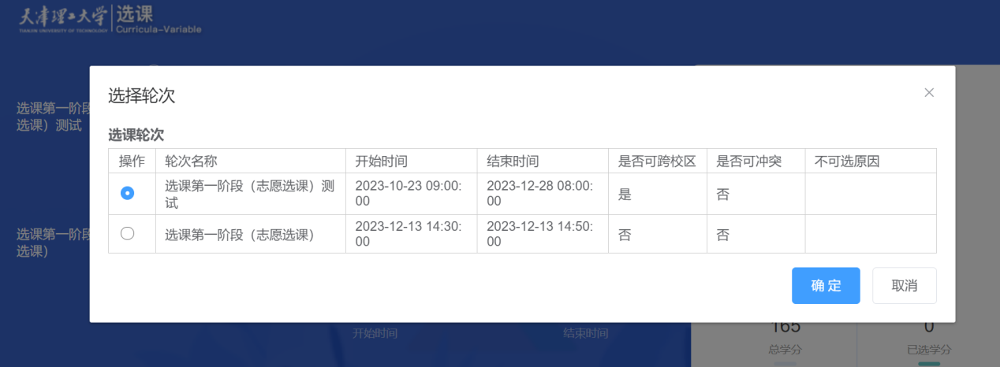 天津理工大学 选课
TIANJIN UNIVERSITY OF TECHNOLOGY Curricula-Variable
选择轮次
选课第一阶段
选课）测试
选课轮次
操作 轮次名称 开始时间 结束时间 是否可跨校区 是否可冲突 不可选原因
选课第一阶段（志愿选课）测 2023-10-23 09:00: 2023-12-28 08:00: 是 否
试 00 00
选课第一阶段（志愿选课） 2023-12-13 14:30: 2023-12-13 14:50: 否 否
00 00
选课第一阶段
选课）
确 定 取消
165 0
开始时间 结束时间
总学分 已选学分